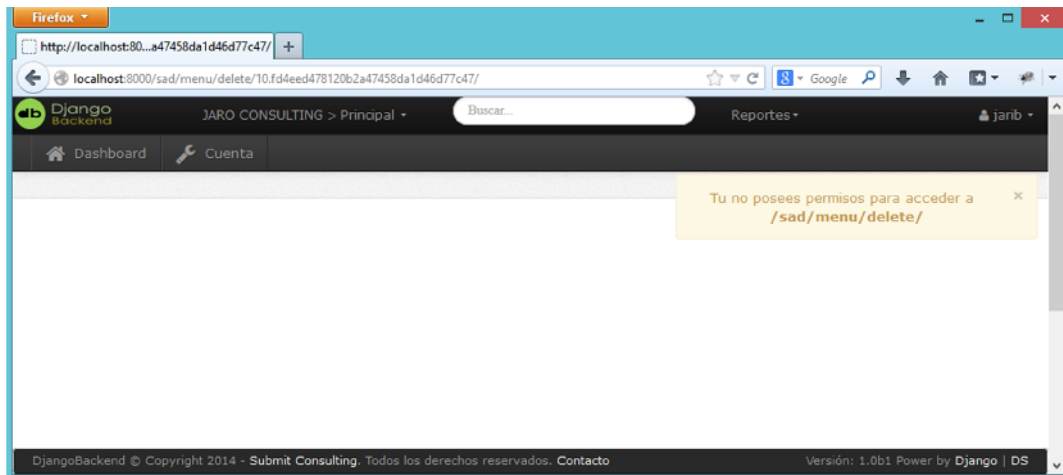 Firefox
http://localhost:80...a47458da1d46d77c47/
localhost:8000/sad/menu/delete/10.fd4eed478120b2a47458da1d46d77c47/
Google
db Django Backend
JARO CONSULTING > Principal
Buscar...
Reportes
jarib
Dashboard
Cuenta
Tu no posees permisos para acceder a
/sad/menu/delete/
DjangoBackend © Copyright 2014 - Submit Consulting. Todos los derechos reservados. Contacto
Versión: 1.0b1 Power by Django | DS